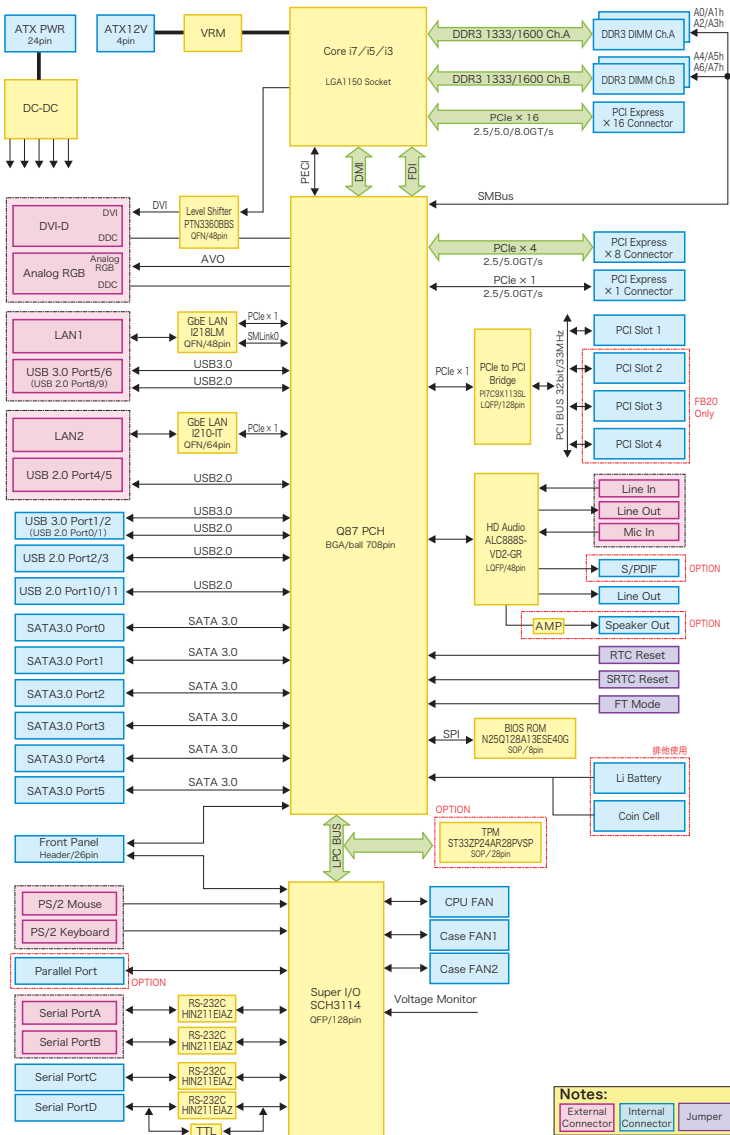 ATX PWR
24pin
ATX12V
4pin
VRM
DC-DC
Core i7/i5/i3
LGA1150 Socket
DDR3 1333/1600 Ch.A
DDR3 DIMM Ch.A
A0/A1h
A2/A3h
DDR3 1333/1600 Ch.B
DDR3 DIMM Ch.B
A4/A5h
A6/A7h
PCIe × 16
2.5/5.0/8.0GT/s
PCI Express
× 16 Connector
PECI
DMI
FDI
SMBus
DVI-D
DVI
DDC
DVI
Level Shifter
PTN3360BBS
QFN/48pin
Analog RGB
Analog
RGB
DDC
AVO
PCIe × 4
2.5/5.0GT/s
PCI Express
× 8 Connector
PCIe × 1
2.5/5.0GT/s
PCI Express
× 1 Connector
LAN1
GbE LAN
I218LM
QFN/48pin
PCIe× 1
SMLink0
USB 3.0 Port5/6
(USB 2.0 Port8/9)
USB3.0
USB2.0
PCIe × 1
PCIe to PCI
Bridge
PI7C9X113SL
LQFP/128pin
PCI BUS 32bit/33MHz
PCI Slot 1
PCI Slot 2
PCI Slot 3
PCI Slot 4
FB20
Only
LAN2
GbE LAN
I210-IT
QFN/64pin
PCIe× 1
USB 2.0 Port4/5
USB2.0
USB 3.0 Port1/2
(USB 2.0 Port0/1)
USB3.0
USB2.0
USB 2.0 Port2/3
USB2.0
USB 2.0 Port10/11
USB2.0
Q87 PCH
BGA/ball 708pin
HD Audio
ALC888S-
VD2-GR
LQFP/48pin
Line In
Line Out
Mic In
S/PDIF
OPTION
Line Out
AMP
Speaker Out
OPTION
SATA3.0 Port0
SATA 3.0
SATA3.0 Port1
SATA 3.0
SATA3.0 Port2
SATA 3.0
SATA3.0 Port3
SATA 3.0
SATA3.0 Port4
SATA 3.0
SATA3.0 Port5
SATA 3.0
RTC Reset
SRTC Reset
FT Mode
SPI
BIOS ROM
N25Q128A13ESE40G
SOP/8pin
排他使用
Li Battery
Coin Cell
Front Panel
Header/26pin
LPC BUS
OPTION
TPM
ST33ZP24AR28PVSP
SOP/28pin
PS/2 Mouse
PS/2 Keyboard
Parallel Port
OPTION
Super I/O
SCH3114
QFP/128pin
CPU FAN
Case FAN1
Case FAN2
Voltage Monitor
Serial PortA
RS-232C
HIN211EIAZ
Serial PortB
RS-232C
HIN211EIAZ
Serial PortC
RS-232C
HIN211EIAZ
Serial PortD
RS-232C
HIN211EIAZ
TTL
Notes:
External
Connector
Internal
Connector
Jumper